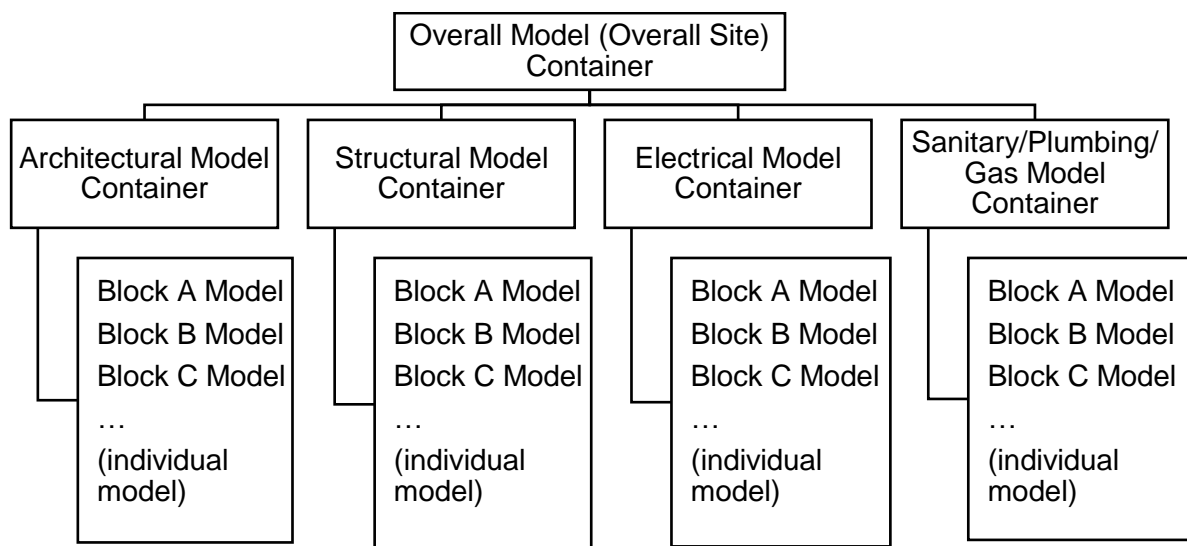 Overall Model (Overall Site)
Container
Architectural Model
Container
Structural Model
Container
Electrical Model
Container
Sanitary/Plumbing/
Gas Model
Container
Block A Model
Block B Model
Block C Model
…
(individual
model)
Block A Model
Block B Model
Block C Model
…
(individual
model)
Block A Model
Block B Model
Block C Model
…
(individual
model)
Block A Model
Block B Model
Block C Model
…
(individual
model)